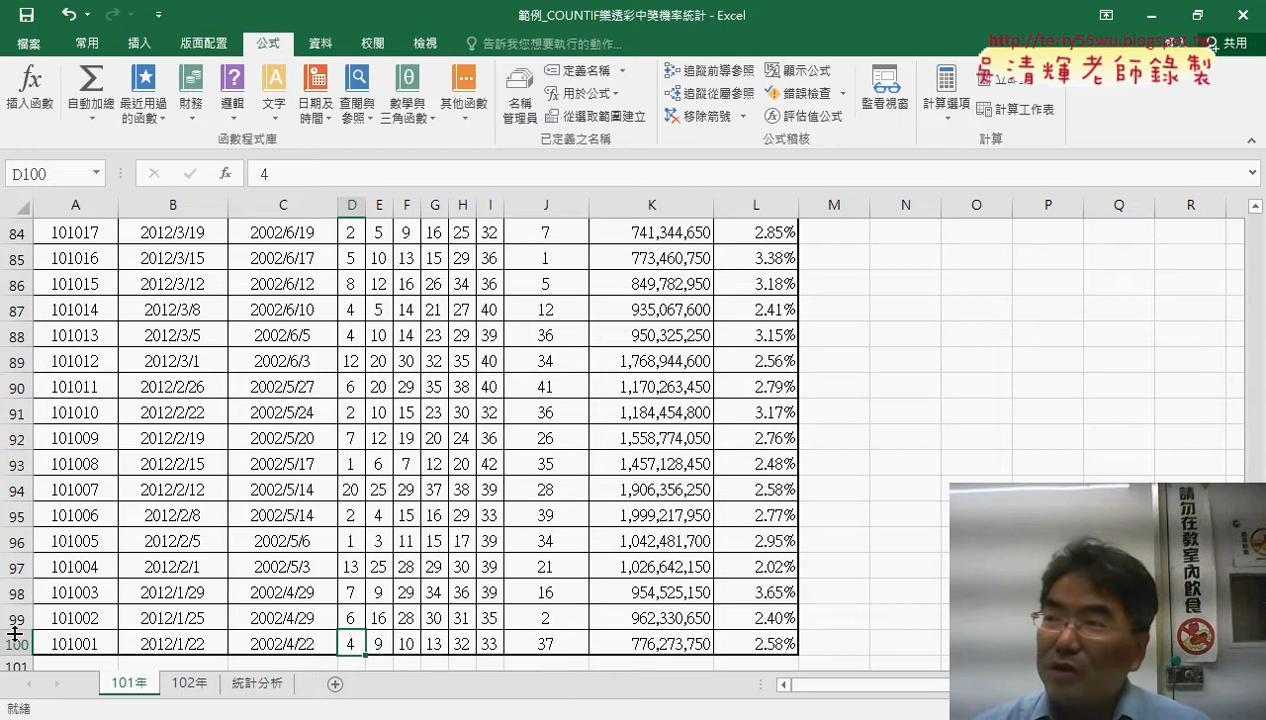 範例_COUNTIF樂透彩中獎機率統計 - Excel
檔案 常用 插入 版面配置 公式 資料 校閱 檢視 告訴我您想要執行的動作... 共用
http://terry55wu.blogspot.tw
吳清輝老師錄製
插入函數 自動加總 最近用過的函數 財務 邏輯 文字 日期及時間 查閱與參照 數學與三角函數 其他函數
函數程式庫
名稱管理員 定義名稱 用於公式 從選取範圍建立
已定義之名稱
追蹤前導參照 追蹤從屬參照 移除箭號 顯示公式 錯誤檢查 評估值公式
公式稽核
監看視窗 計算選項 計算工作表
計算
D100 fx 4
A B C D E F G H I J K L M N O P Q R
84 101017 2012/3/19 2002/6/19 2 5 9 16 25 32 7 741,344,650 2.85%
85 101016 2012/3/15 2002/6/17 5 10 13 15 29 36 1 773,460,750 3.38%
86 101015 2012/3/12 2002/6/12 8 12 16 26 34 36 5 849,782,950 3.18%
87 101014 2012/3/8 2002/6/10 4 5 14 21 27 40 12 935,067,600 2.41%
88 101013 2012/3/5 2002/6/5 4 10 14 23 29 39 36 950,325,250 3.15%
89 101012 2012/3/1 2002/6/3 12 20 30 32 35 40 34 1,768,944,600 2.56%
90 101011 2012/2/26 2002/5/27 6 20 29 35 38 40 41 1,170,263,450 2.79%
91 101010 2012/2/22 2002/5/24 2 10 15 23 30 32 36 1,184,454,800 3.17%
92 101009 2012/2/19 2002/5/20 7 12 19 20 24 36 26 1,558,774,050 2.76%
93 101008 2012/2/15 2002/5/17 1 6 7 12 20 42 35 1,457,128,450 2.48%
94 101007 2012/2/12 2002/5/14 20 25 29 37 38 39 28 1,906,356,250 2.58%
95 101006 2012/2/8 2002/5/14 2 4 15 16 29 33 39 1,999,217,950 2.77%
96 101005 2012/2/5 2002/5/6 1 3 11 15 17 39 34 1,042,481,700 2.95%
97 101004 2012/2/1 2002/5/3 13 25 28 29 30 39 21 1,026,642,150 2.02%
98 101003 2012/1/29 2002/4/29 7 9 29 34 36 39 16 954,525,150 3.65%
99 101002 2012/1/25 2002/4/29 6 16 28 30 31 35 2 962,330,650 2.40%
100 101001 2012/1/22 2002/4/22 4 9 10 13 32 33 37 776,273,750 2.58%
101
101年 102年 統計分析
就緒
請勿在教室內飲食